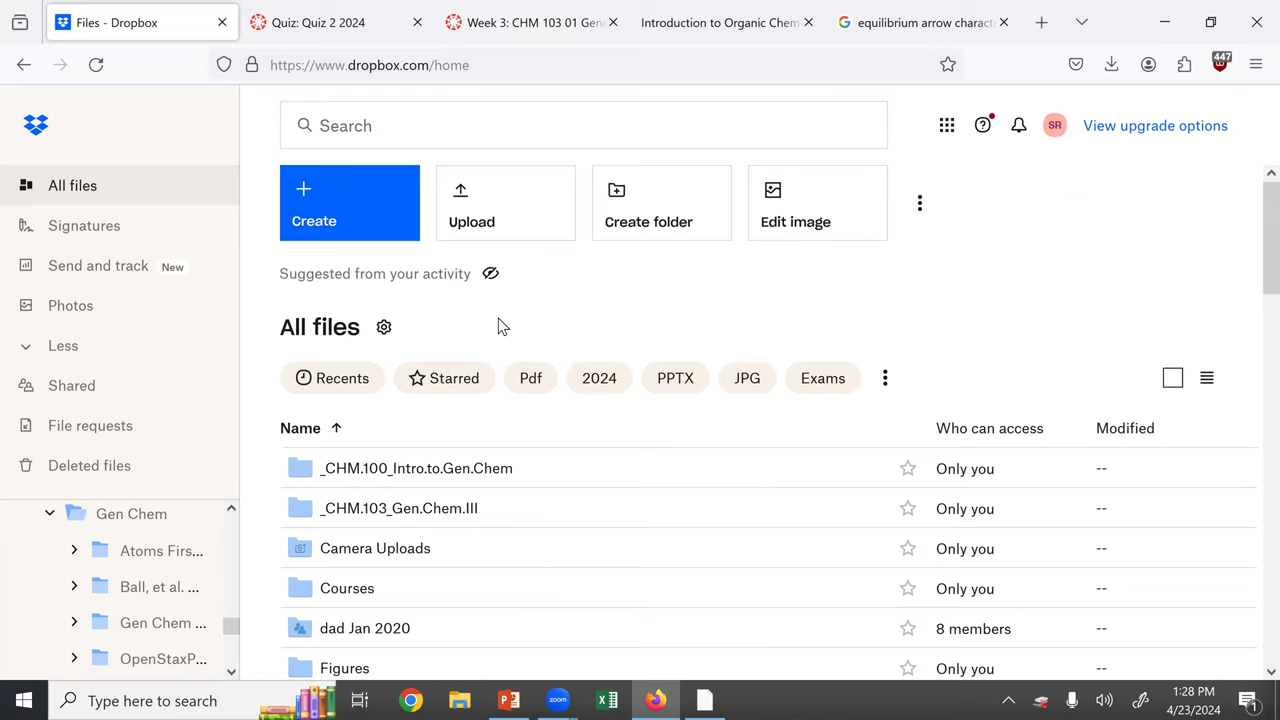 Files - Dropbox
Quiz: Quiz 2 2024
Week 3: CHM 103 01 Gen
Introduction to Organic Chem
equilibrium arrow charact
https://www.dropbox.com/home
447
Search
SR
View upgrade options
All files
Signatures
Send and track New
Photos
Less
Shared
File requests
Deleted files
Gen Chem
Atoms Firs...
Ball, et al. ...
Gen Chem ...
OpenStaxP...
Create
Upload
Create folder
Edit image
Suggested from your activity
All files
Recents
Starred
Pdf
2024
PPTX
JPG
Exams
Name Who can access Modified
_CHM.100_Intro.to.Gen.Chem Only you --
_CHM.103_Gen.Chem.III Only you --
Camera Uploads Only you --
Courses Only you --
dad Jan 2020 8 members --
Figures Only you --
Type here to search
zoom
1:28 PM
4/23/2024
1